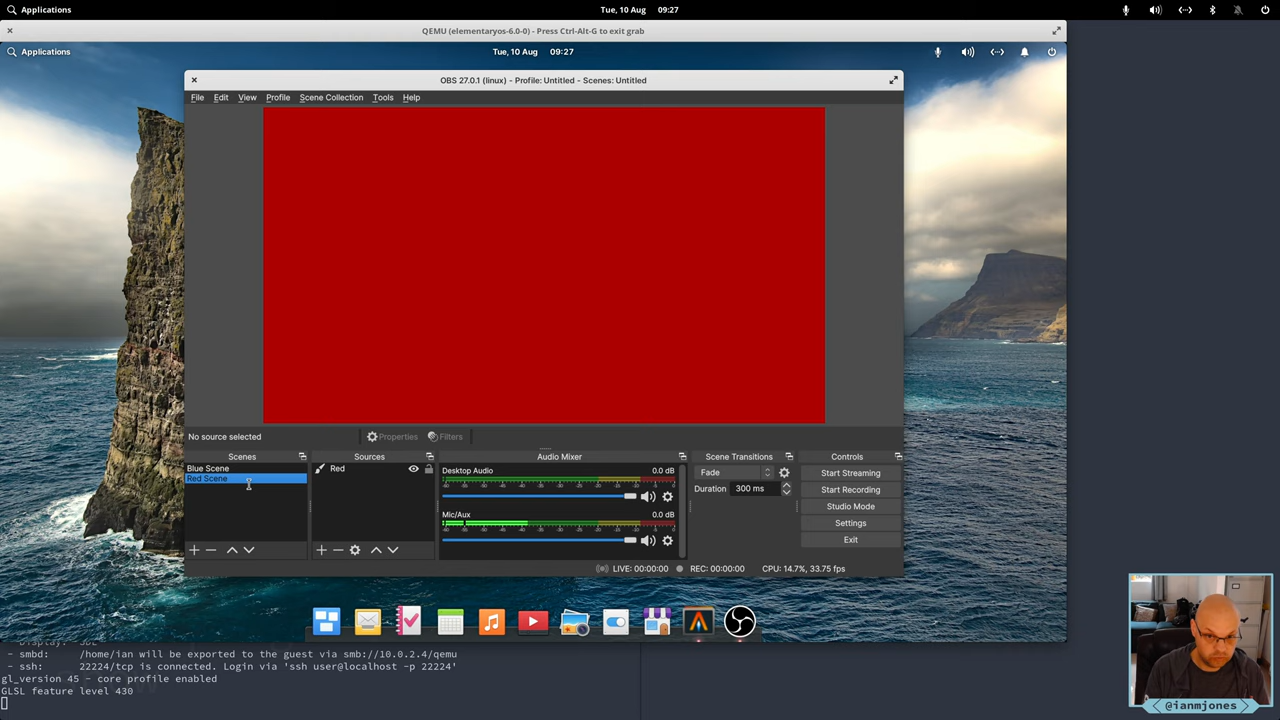 Applications
Tue, 10 Aug 09:27
QEMU (elementaryos-6.0-0) - Press Ctrl-Alt-G to exit grab
Applications
Tue, 10 Aug 09:27
OBS 27.0.1 (linux) - Profile: Untitled - Scenes: Untitled
File Edit View Profile Scene Collection Tools Help
No source selected
Properties
Filters
Scenes
Sources
Audio Mixer
Scene Transitions
Controls
Blue Scene
Red Scene
Red
Desktop Audio 0.0 dB
Mic/Aux 0.0 dB
Fade
Duration 300 ms
Start Streaming
Start Recording
Studio Mode
Settings
Exit
LIVE: 00:00:00
REC: 00:00:00
CPU: 14.7%, 33.75 fps
- smbd: /home/ian will be exported to the guest via smb://10.0.2.4/qemu
- ssh: 22224/tcp is connected. Login via 'ssh user@localhost -p 22224'
gl_version 45 - core profile enabled
GLSL feature level 430
@ianmjones